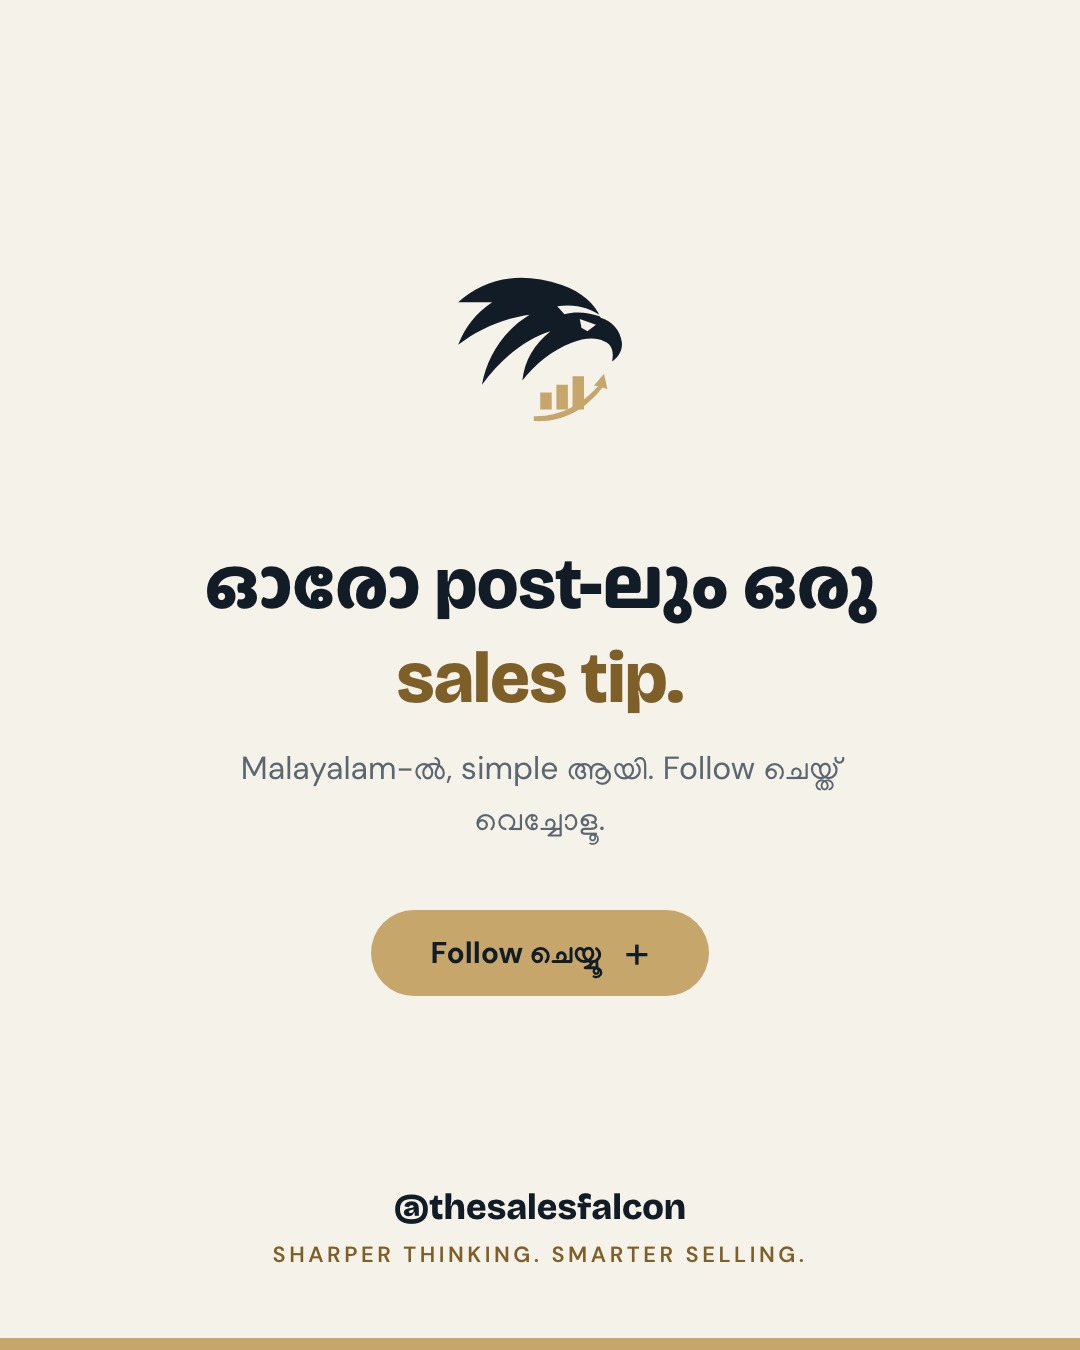 ഓരോ post-ലും ഒരു
sales tip.
Malayalam-ൽ, simple ആയി. Follow ചെയ്ത്
വെച്ചോളൂ.
Follow ചെയ്യൂ +
@thesalesfalcon
SHARPER THINKING. SMARTER SELLING.